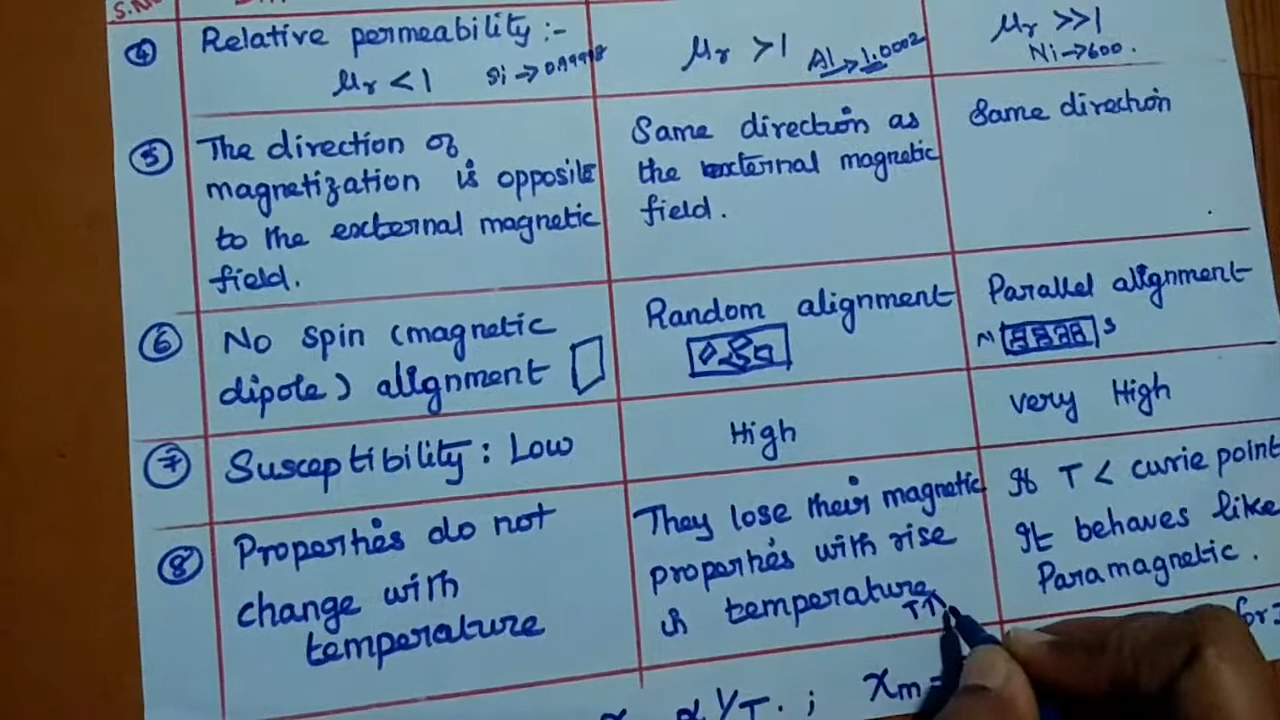 S.No
④ Relative permeability :-
μr < 1 Si → 0.99998
μr > 1 Al → 1.0002
μr >> 1
Ni → 600.
⑤ The direction of
magnetization is opposite
to the external magnetic
field.
Same direction as
the external magnetic
field.
Same direction
⑥ No spin (magnetic
dipole) alignment
Random alignment
Parallel alignment
N S
⑦ Susceptibility : Low
High
very High
⑧ Properties do not
change with
temperature
They lose their magnetic
properties with rise
in temperature
T↑
If T < curie point
It behaves like
Paramagnetic.
for
α 1/T . ; χm =